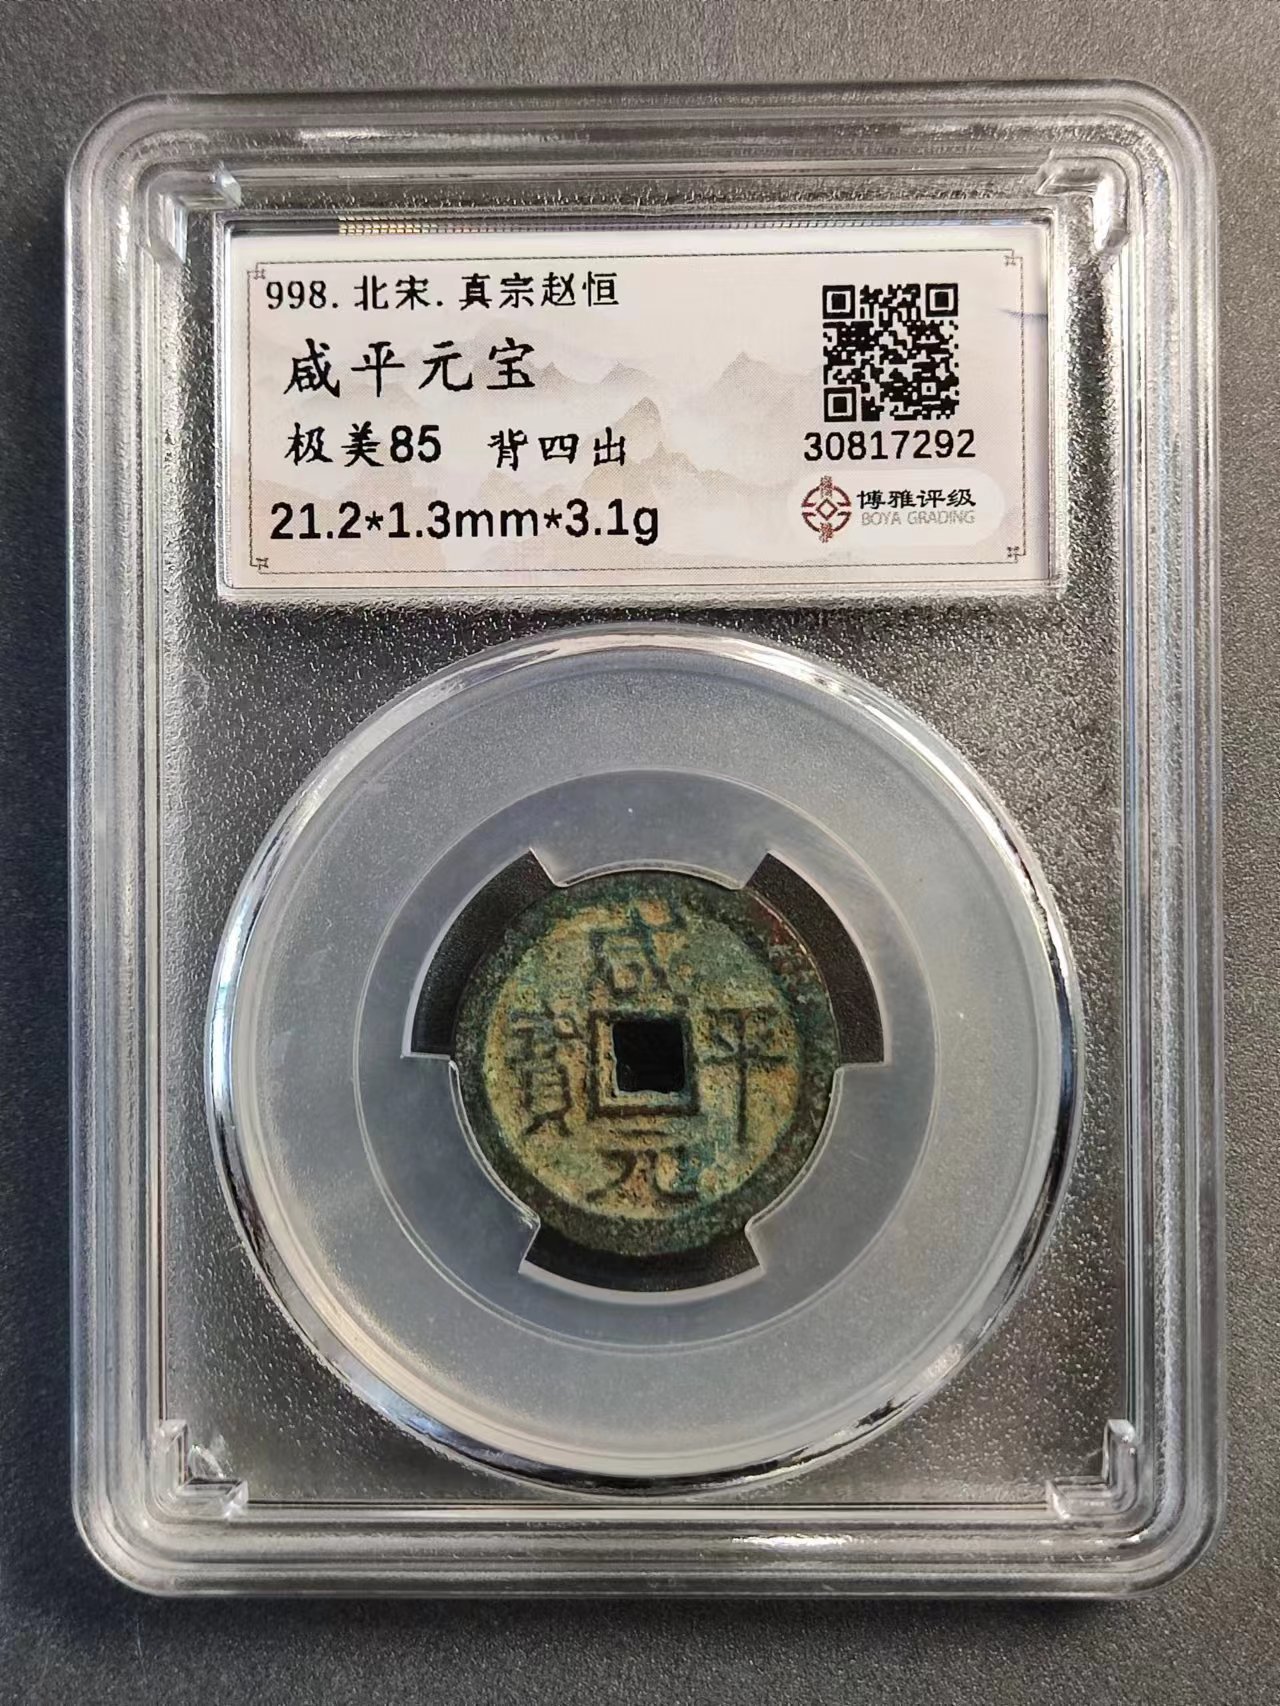 998.北宋.真宗赵恒
咸平元宝
极美85 背四出
21.2*1.3mm*3.1g
30817292
博雅评级
BOYA GRADING
咸
寶 平
元